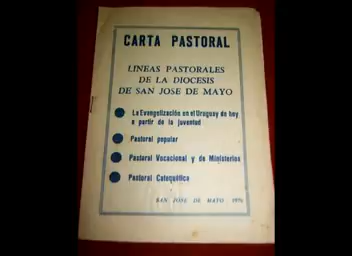 CARTA PASTORAL
LINEAS PASTORALES
DE LA DIOCESIS
DE SAN JOSE DE MAYO
La Evangelización en el Uruguay de hoy
a partir de la juventud
Pastoral popular
Pastoral Vocacional y de Ministerios
Pastoral Catequética
SAN JOSE DE MAYO